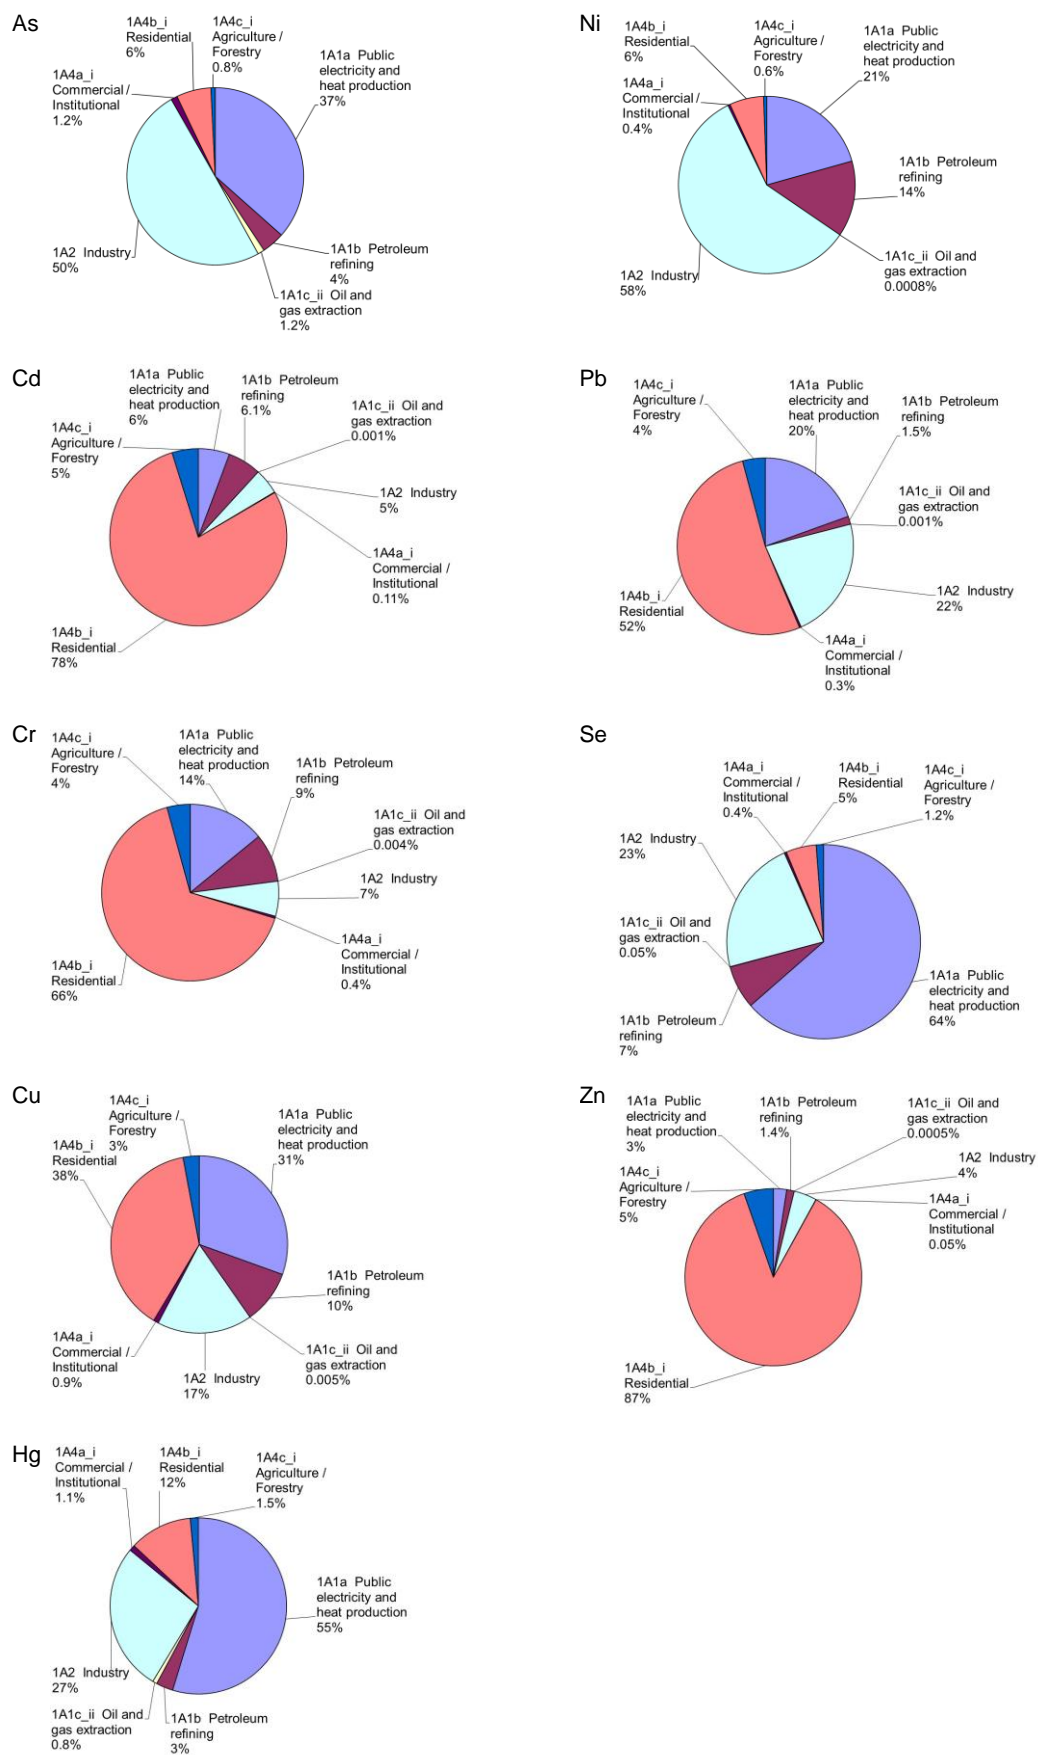 As
1A4b_i
Residential
6%
1A4c_i
Agriculture /
Forestry
0.8%
1A1a  Public
electricity and
heat production
37%
1A4a_i
Commercial /
Institutional
1.2%
1A2  Industry
50%
1A1b  Petroleum
refining
4%
1A1c_ii  Oil and
gas extraction
1.2%
Ni
1A4b_i
Residential
6%
1A4c_i
Agriculture /
Forestry
0.6%
1A1a  Public
electricity and
heat production
21%
1A4a_i
Commercial /
Institutional
0.4%
1A1b  Petroleum
refining
14%
1A2  Industry
58%
1A1c_ii  Oil and
gas extraction
0.0008%
Cd
1A1a  Public
electricity and
heat production
6%
1A1b  Petroleum
refining
6.1%
1A1c_ii  Oil and
gas extraction
0.001%
1A4c_i
Agriculture /
Forestry
5%
1A2  Industry
5%
1A4a_i
Commercial /
Institutional
0.11%
1A4b_i
Residential
78%
Pb
1A4c_i
Agriculture /
Forestry
4%
1A1a  Public
electricity and
heat production
20%
1A1b  Petroleum
refining
1.5%
1A1c_ii  Oil and
gas extraction
0.001%
1A2  Industry
22%
1A4b_i
Residential
52%
1A4a_i
Commercial /
Institutional
0.3%
Cr
1A4c_i
Agriculture /
Forestry
4%
1A1a  Public
electricity and
heat production
14%
1A1b  Petroleum
refining
9%
1A1c_ii  Oil and
gas extraction
0.004%
1A2  Industry
7%
1A4a_i
Commercial /
Institutional
0.4%
1A4b_i
Residential
66%
Se
1A4a_i
Commercial /
Institutional
0.4%
1A4b_i
Residential
5%
1A4c_i
Agriculture /
Forestry
1.2%
1A2  Industry
23%
1A1c_ii  Oil and
gas extraction
0.05%
1A1b  Petroleum
refining
7%
1A1a  Public
electricity and
heat production
64%
Cu
1A4c_i
Agriculture /
Forestry
3%
1A4b_i
Residential
38%
1A1a  Public
electricity and
heat production
31%
1A1b  Petroleum
refining
10%
1A4a_i
Commercial /
Institutional
0.9%
1A2  Industry
17%
1A1c_ii  Oil and
gas extraction
0.005%
Zn
1A1a  Public
electricity and
heat production
3%
1A1b  Petroleum
refining
1.4%
1A1c_ii  Oil and
gas extraction
0.0005%
1A2  Industry
4%
1A4c_i
Agriculture /
Forestry
5%
1A4a_i
Commercial /
Institutional
0.05%
1A4b_i
Residential
87%
Hg
1A4a_i
Commercial /
Institutional
1.1%
1A4b_i
Residential
12%
1A4c_i
Agriculture /
Forestry
1.5%
1A1a  Public
electricity and
heat production
55%
1A2  Industry
27%
1A1c_ii  Oil and
gas extraction
0.8%
1A1b  Petroleum
refining
3%